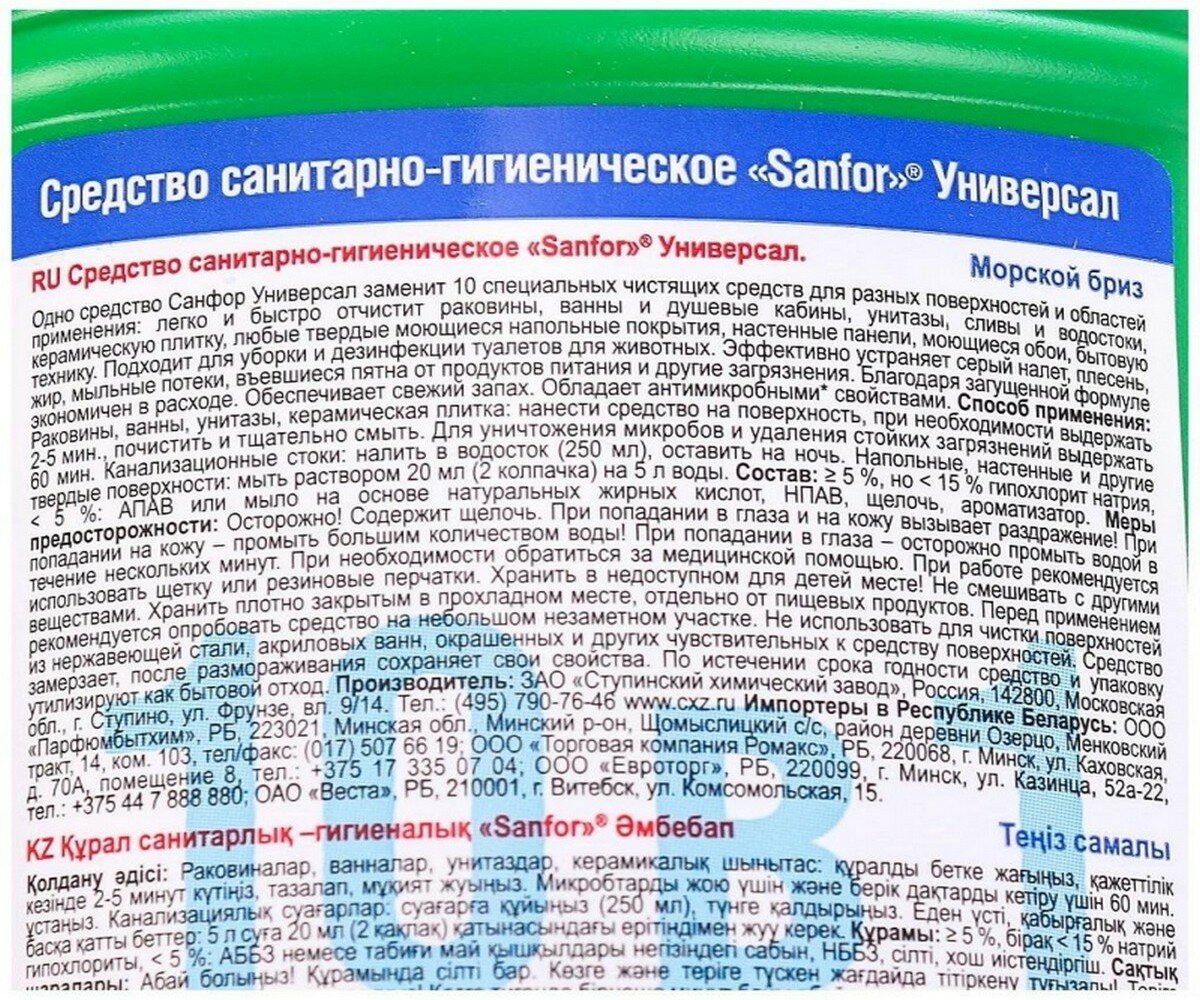 Средство санитарно-гигиеническое «Sanfor»® Универсал
RU Средство санитарно-гигиеническое «Sanfor»® Универсал.
Морской бриз
Одно средство Санфор Универсал заменит 10 специальных чистящих средств для разных поверхностей и областей
применения: легко и быстро отчистит раковины, ванны и душевые кабины, унитазы, сливы и водостоки,
керамическую плитку, любые твердые моющиеся напольные покрытия, настенные панели, моющиеся обои, бытовую
технику. Подходит для уборки и дезинфекции туалетов для животных. Эффективно устраняет серый налет, плесень,
жир, мыльные потеки, въевшиеся пятна от продуктов питания и другие загрязнения. Благодаря загущенной формуле
экономичен в расходе. Обеспечивает свежий запах. Обладает антимикробными* свойствами. Способ применения:
Раковины, ванны, унитазы, керамическая плитка: нанести средство на поверхность, при необходимости выдержать
2-5 мин., почистить и тщательно смыть. Для уничтожения микробов и удаления стойких загрязнений выдержать
60 мин. Канализационные стоки: налить в водосток (250 мл), оставить на ночь. Напольные, настенные и другие
твердые поверхности: мыть раствором 20 мл (2 колпачка) на 5 л воды. Состав: ≥ 5 %, но < 15 % гипохлорит натрия,
< 5 %: АПАВ или мыло на основе натуральных жирных кислот, НПАВ, щелочь, ароматизатор. Меры
предосторожности: Осторожно! Содержит щелочь. При попадании в глаза и на кожу вызывает раздражение! При
попадании на кожу – промыть большим количеством воды! При попадании в глаза – осторожно промыть водой в
течение нескольких минут. При необходимости обратиться за медицинской помощью. При работе рекомендуется
использовать щетку или резиновые перчатки. Хранить в недоступном для детей месте! Не смешивать с другими
веществами. Хранить плотно закрытым в прохладном месте, отдельно от пищевых продуктов. Перед применением
рекомендуется опробовать средство на небольшом незаметном участке. Не использовать для чистки поверхностей
из нержавеющей стали, акриловых ванн, окрашенных и других чувствительных к средству поверхностей. Средство
замерзает, после размораживания сохраняет свои свойства. По истечении срока годности средство и упаковку
утилизируют как бытовой отход. Производитель: ЗАО «Ступинский химический завод», Россия, 142800, Московская
обл., г. Ступино, ул. Фрунзе, вл. 9/14. Тел.: (495) 790-76-46 www.cxz.ru Импортеры в Республике Беларусь: ООО
«Парфюмбытхим», РБ, 223021, Минская обл., Минский р-он, Щомыслицкий с/с, район деревни Озерцо, Менковский
тракт, 14, ком. 103, тел/факс: (017) 507 66 19; ООО «Торговая компания Ромакс», РБ, 220068, г. Минск, ул. Каховская,
д. 70А, помещение 8, тел.: +375 17 335 07 04; ООО «Евроторг», РБ, 220099, г. Минск, ул. Казинца, 52а-22,
тел.: +375 44 7 888 880; ОАО «Веста», РБ, 210001, г. Витебск, ул. Комсомольская, 15.
10 в 1
KZ Құрал санитарлық –гигиеналық «Sanfor»® Әмбебап
Теңіз самалы
Қолдану әдісі: Раковиналар, ванналар, унитаздар, керамикалық шынытас: құралды бетке жағыңыз, қажеттілік
кезінде 2-5 минут күтіңіз, тазалап, мұқият жуыңыз. Микробтарды жою үшін және берік дақтарды кетіру үшін 60 мин.
ұстаңыз. Канализациялық суағарлар: суағарға құйыңыз (250 мл), түнге қалдырыңыз. Еден үсті, қабырғалық және
басқа қатты беттер: 5 л суға 20 мл (2 қақпақ) қатынасындағы ерітіндімен жуу керек. Құрамы: ≥ 5 %, бірақ < 15 % натрий
гипохлориты, < 5 %: АББЗ немесе табиғи май қышқылдары негізіндегі сабын, НББЗ, сілті, хош иістендіргіш. Сақтық
шаралары: Абай болыңыз! Құрамында сілті бар. Көзге және теріге түскен жағдайда тітіркену туғызады! Теріге